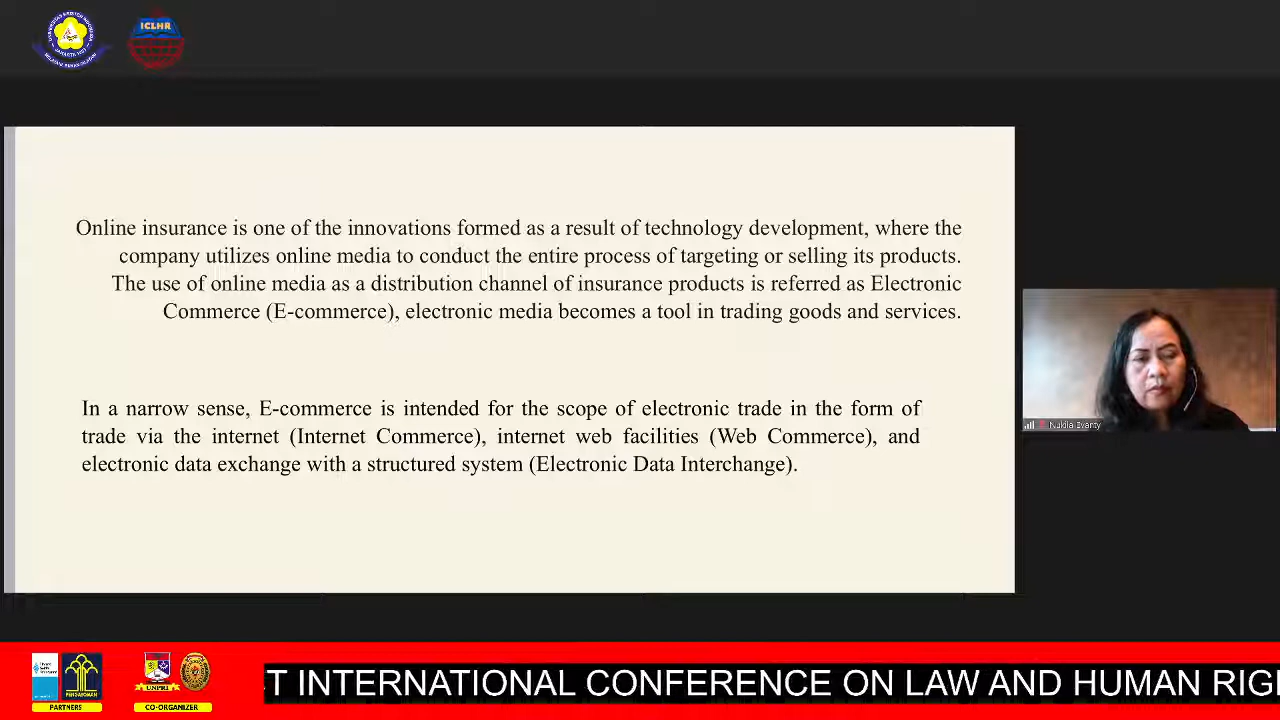 ICLHR
Online insurance is one of the innovations formed as a result of technology development, where the
company utilizes online media to conduct the entire process of targeting or selling its products.
The use of online media as a distribution channel of insurance products is referred as Electronic
Commerce (E-commerce), electronic media becomes a tool in trading goods and services.
In a narrow sense, E-commerce is intended for the scope of electronic trade in the form of
trade via the internet (Internet Commerce), internet web facilities (Web Commerce), and
electronic data exchange with a structured system (Electronic Data Interchange).
Evanty
PENGAYOMAN
UNPRI
PARTNERS
CO-ORGANIZER
T INTERNATIONAL CONFERENCE ON LAW AND HUMAN RIG